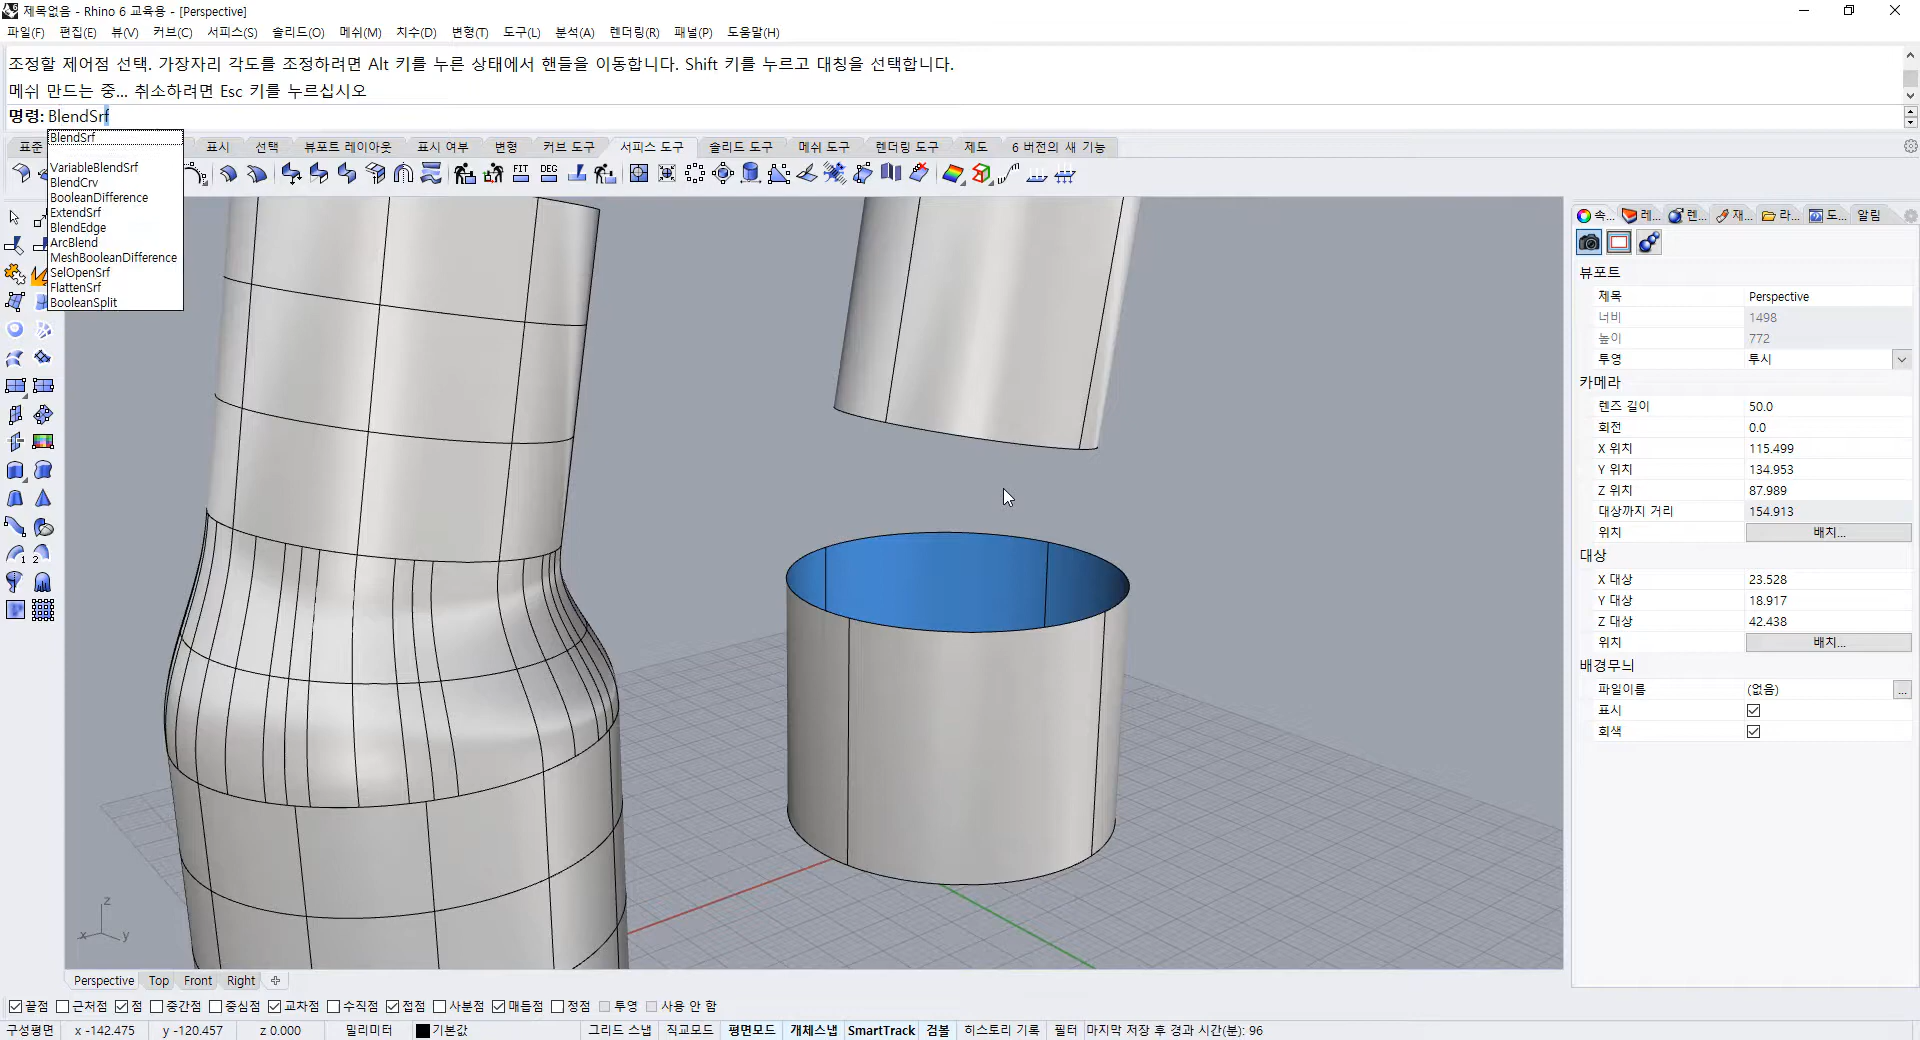 제목없음 - Rhino 6 교육용 - [Perspective]
파일(F) 편집(E) 뷰(V) 커브(C) 서피스(S) 솔리드(O) 메쉬(M) 치수(D) 변형(T) 도구(L) 분석(A) 렌더링(R) 패널(P) 도움말(H)
조정할 제어점 선택. 가장자리 각도를 조정하려면 Alt 키를 누른 상태에서 핸들을 이동합니다. Shift 키를 누르고 대칭을 선택합니다.
메쉬 만드는 중... 취소하려면 Esc 키를 누르십시오
명령: BlendSrf
표준 표시 선택 뷰포트 레이아웃 표시 여부 변형 커브 도구 서피스 도구 솔리드 도구 메쉬 도구 렌더링 도구 제도 6 버전의 새 기능
BlendSrf
VariableBlendSrf
BlendCrv
BooleanDifference
ExtendSrf
BlendEdge
ArcBlend
MeshBooleanDifference
SelOpenSrf
FlattenSrf
BooleanSplit
FIT
DEG
1 2
z
x
y
속... 레... 렌... 재... 라... 도... 알림
뷰포트
제목 Perspective
너비 1498
높이 772
투영 투시
카메라
렌즈 길이 50.0
회전 0.0
X 위치 115.499
Y 위치 134.953
Z 위치 87.989
대상까지 거리 154.913
위치 배치...
대상
X 대상 23.528
Y 대상 18.917
Z 대상 42.438
위치 배치...
배경무늬
파일이름 (없음) ...
표시
회색
Perspective Top Front Right
끝점 근처점 점 중간점 중심점 교차점 수직점 접점 사분점 매듭점 정점 투영 사용 안 함
구성평면 x -142.475 y -120.457 z 0.000 밀리미터 기본값 그리드 스냅 직교모드 평면모드 개체스냅 SmartTrack 검볼 히스토리 기록 필터 마지막 저장 후 경과 시간(분): 96